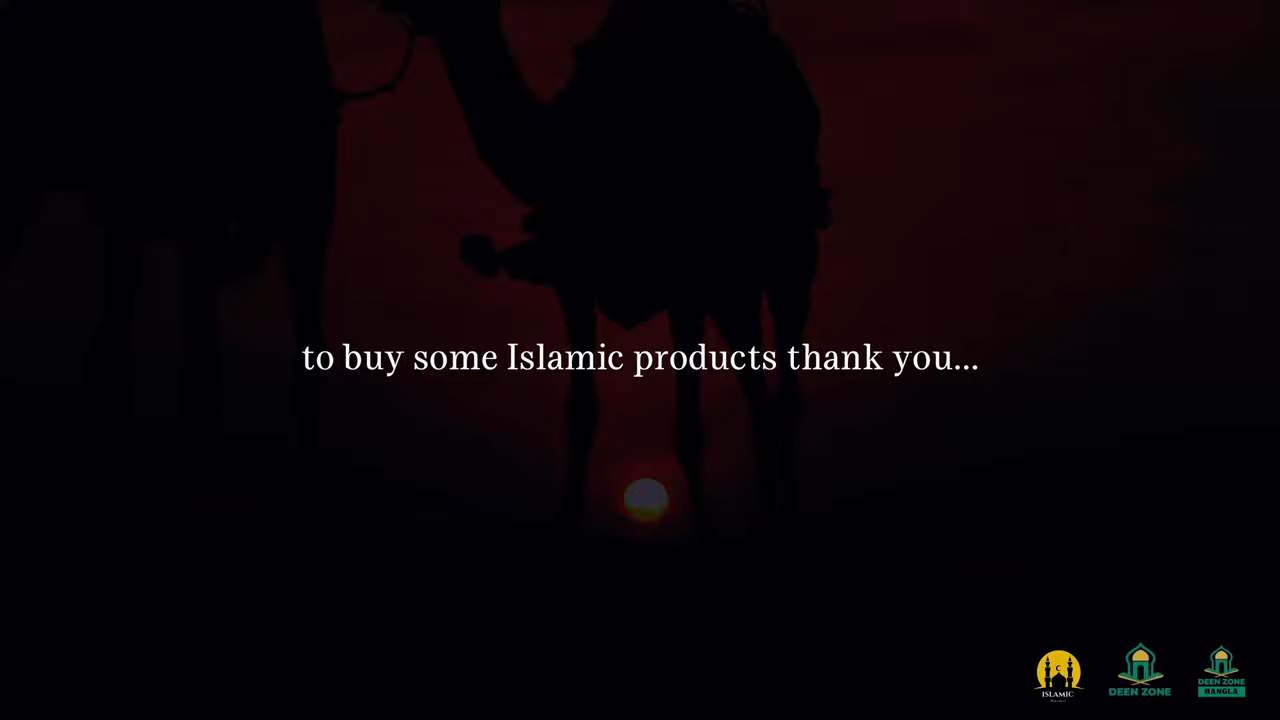 to buy some Islamic products thank you...
ISLAMIC
DEEN ZONE
DEEN ZONE
BANGLA